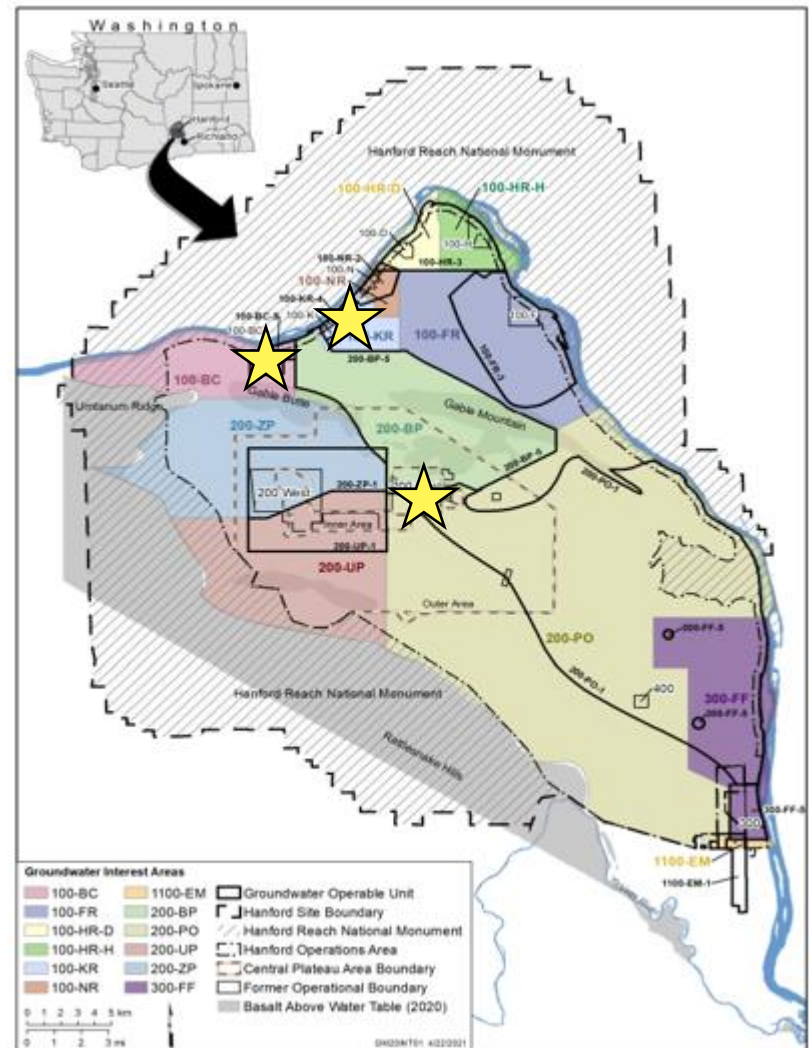 Washington
Seattle
Spokane
Hanford
Richland
Hanford Reach National Monument
100-HR-D
100-HR-H
100-D
100-H
100-HR-3
100-NR-2
100-N
100-NR
100-KR-4
100-K
100-BC-5
100-BC
-KR
100-FR
100-F
100-FR-3
200-BP-5
100-BC
Gable Butte
Gable Mountain
Umtanum Ridge
200-ZP
200-BP
200-BP-5
200-PO-1
200 West
200-ZP-1
Inner Area
200-UP-1
200-UP
Outer Area
200-PO
300-FF-5
200-PO-1
400
300-FF
300-FF-5
Hanford Reach National Monument
Rattlesnake Hills
300
300-FF-5
1100-EM
1100-EM-1
Groundwater Interest Areas
100-BC
100-FR
100-HR-D
100-HR-H
100-KR
100-NR
1100-EM
200-BP
200-PO
200-UP
200-ZP
300-FF
Groundwater Operable Unit
Hanford Site Boundary
Hanford Reach National Monument
Hanford Operations Area
Central Plateau Area Boundary
Former Operational Boundary
Basalt Above Water Table (2020)
0 1 2 3 4 5 km
0 1 2 3 mi